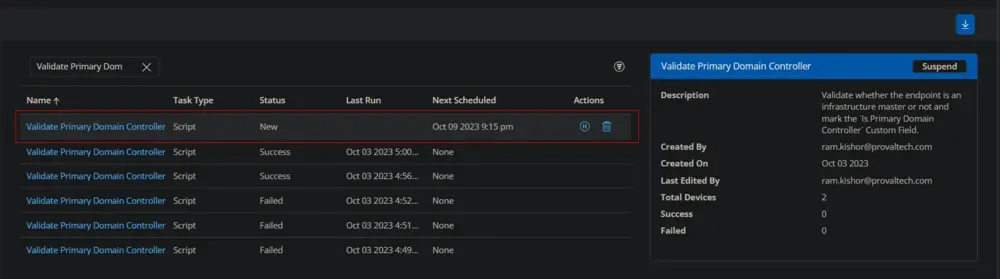 Validate Primary Dom
Name Task Type Status Last Run Next Scheduled Actions
Validate Primary Domain Controller Script New Oct 09 2023 9:15 pm
Validate Primary Domain Controller Script Success Oct 03 2023 5:00... None
Validate Primary Domain Controller Script Success Oct 03 2023 4:56... None
Validate Primary Domain Controller Script Failed Oct 03 2023 4:52... None
Validate Primary Domain Controller Script Failed Oct 03 2023 4:51... None
Validate Primary Domain Controller Script Failed Oct 03 2023 4:49... None
Validate Primary Domain Controller Suspend
Description Validate whether the endpoint is an
infrastructure master or not and
mark the `Is Primary Domain
Controller` Custom Field.
Created By ram.kishor@provaltech.com
Created On Oct 03 2023
Last Edited By ram.kishor@provaltech.com
Total Devices 2
Success 0
Failed 0